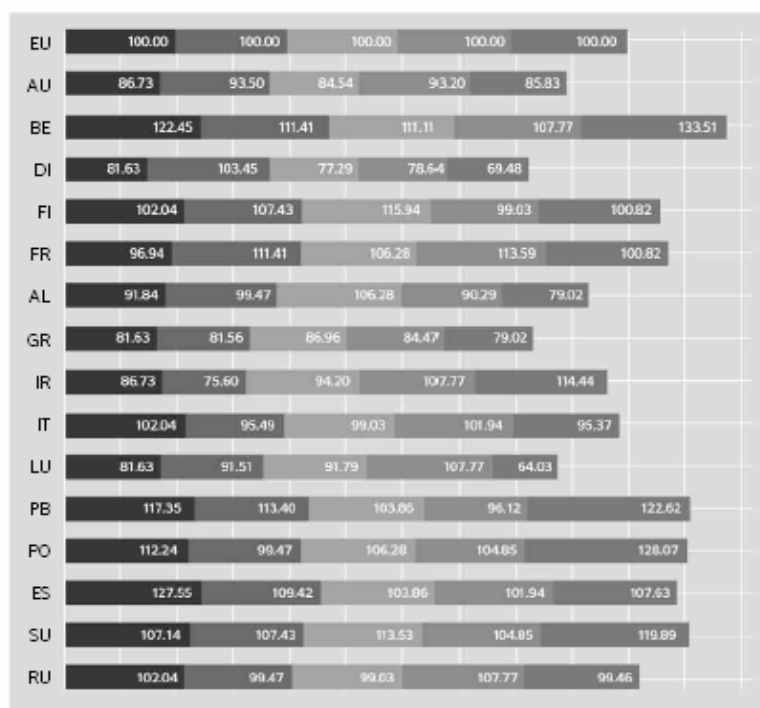 EU 100.00 100.00 100.00 100.00 100.00
AU 86.73 93.50 84.54 93.20 85.83
BE 122.45 111.41 111.11 107.77 133.51
DI 81.63 103.45 77.29 78.64 69.48
FI 102.04 107.43 115.94 99.03 100.82
FR 96.94 111.41 106.28 113.59 100.82
AL 91.84 99.47 106.28 90.29 79.02
GR 81.63 81.56 86.96 84.47 79.02
IR 86.73 75.60 94.20 107.77 114.44
IT 102.04 95.49 99.03 101.94 95.37
LU 81.63 91.51 91.79 107.77 64.03
PB 117.35 113.40 103.86 96.12 122.62
PO 112.24 99.47 106.28 104.85 128.07
ES 127.55 109.42 103.86 101.94 107.63
SU 107.14 107.43 113.53 104.85 119.89
RU 102.04 99.47 99.03 107.77 99.46